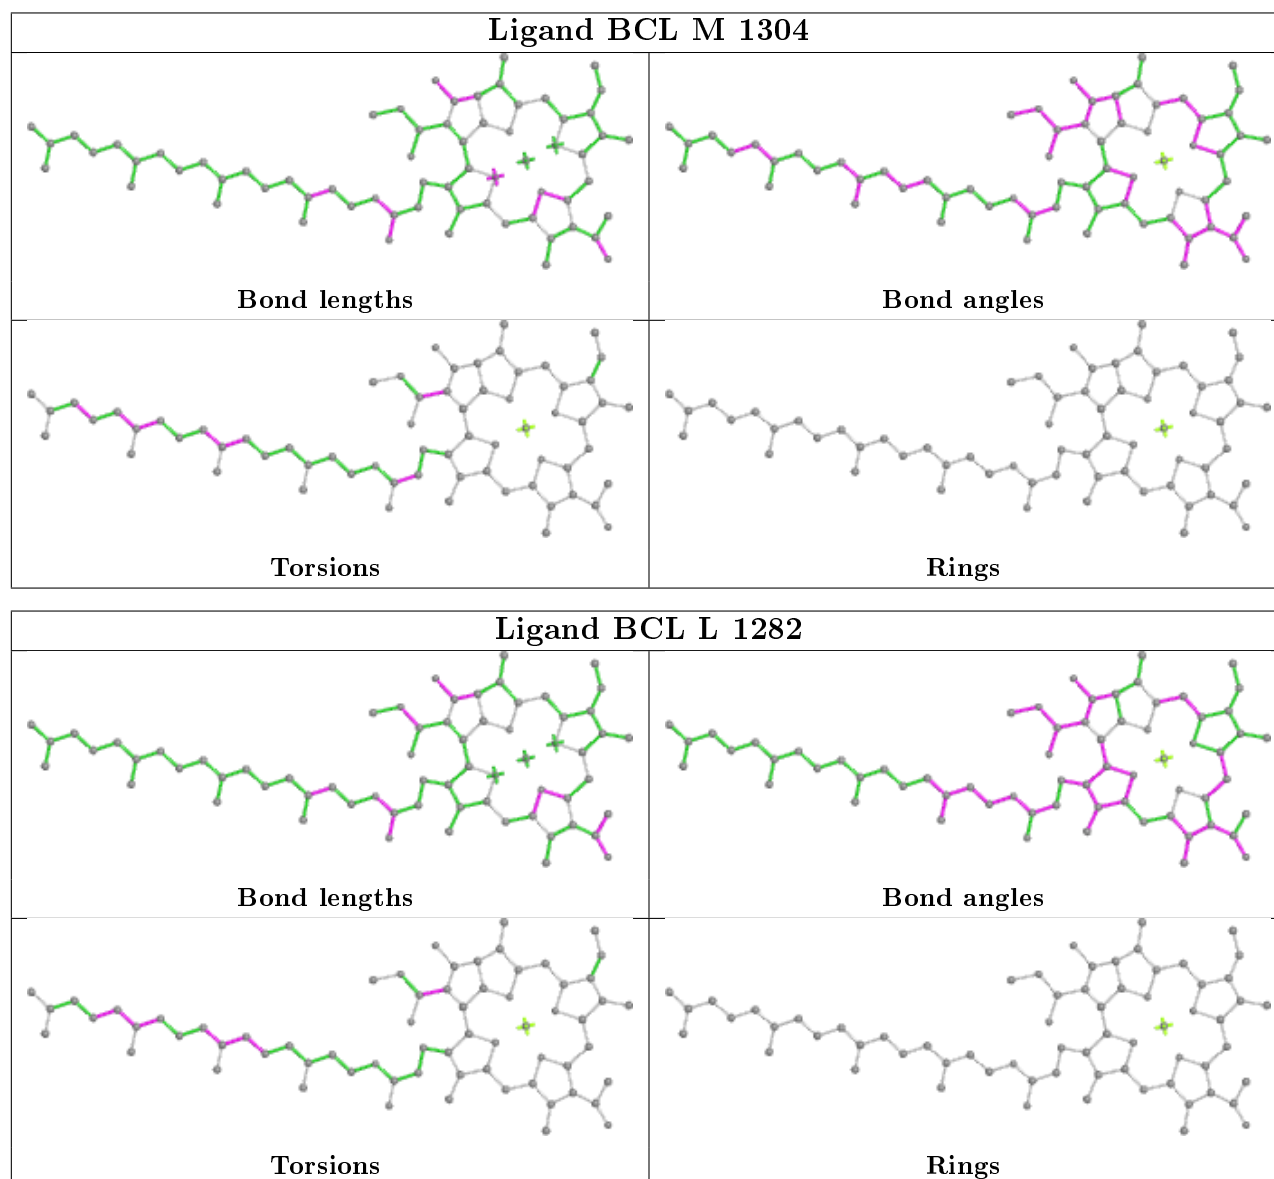 Ligand BCL M 1304
Bond lengths
Bond angles
Torsions
Rings
Ligand BCL L 1282
Bond lengths
Bond angles
Torsions
Rings